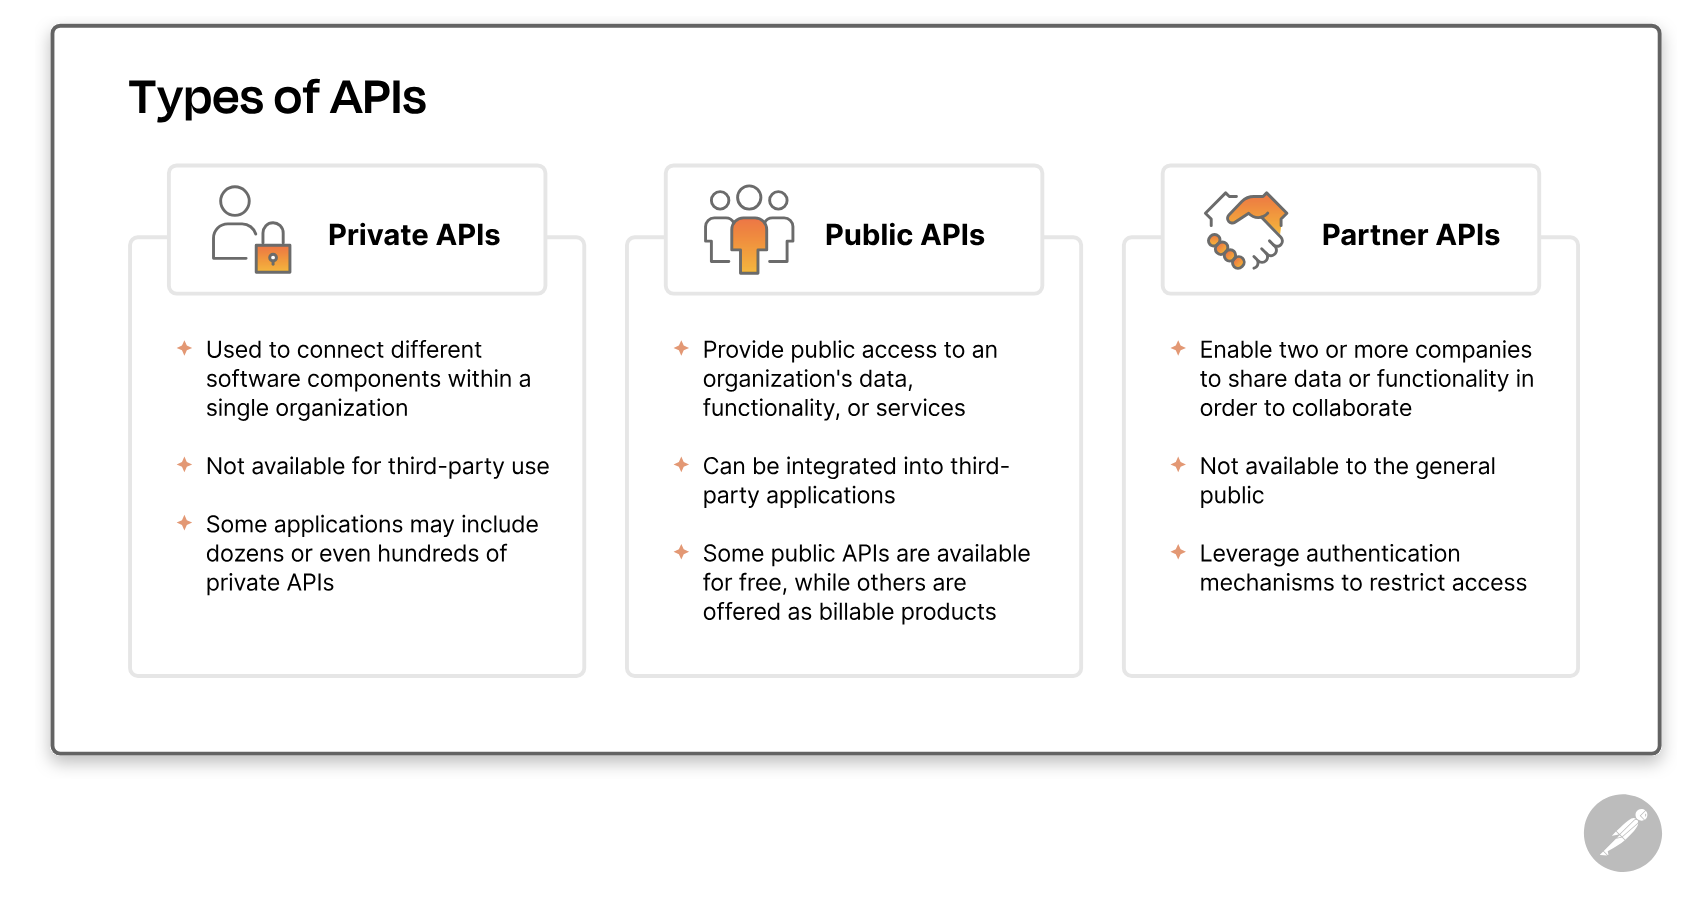 Types of APIs
Private APIs
Used to connect different
software components within a
single organization
Not available for third-party use
Some applications may include
dozens or even hundreds of
private APIs
Public APIs
Provide public access to an
organization's data,
functionality, or services
Can be integrated into third-
party applications
Some public APIs are available
for free, while others are
offered as billable products
Partner APIs
Enable two or more companies
to share data or functionality in
order to collaborate
Not available to the general
public
Leverage authentication
mechanisms to restrict access